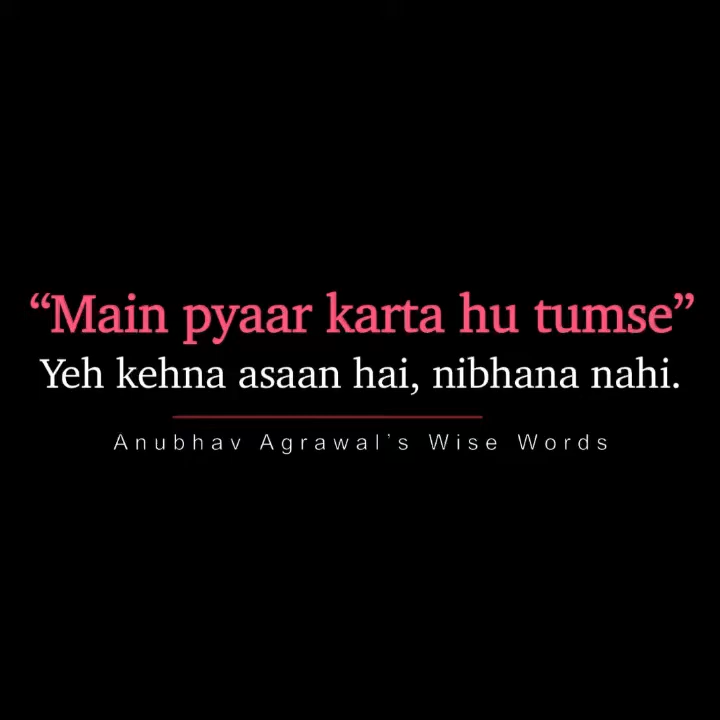 “Main pyaar karta hu tumse”
Yeh kehna asaan hai, nibhana nahi.
Anubhav Agrawal’s Wise Words